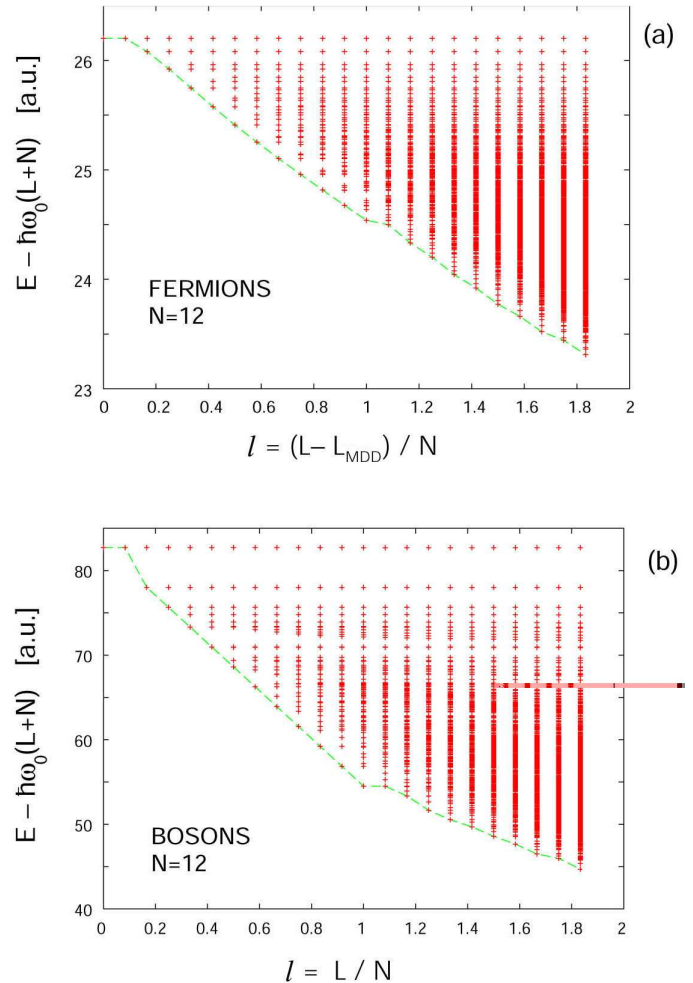 (a)
E − ħω₀(L+N) [a.u.]
26
25
24
23
FERMIONS
N=12
0 0.2 0.4 0.6 0.8 1 1.2 1.4 1.6 1.8 2
l = (L− L_MDD) / N
(b)
E − ħω₀(L+N) [a.u.]
80
70
60
50
40
BOSONS
N=12
0 0.2 0.4 0.6 0.8 1 1.2 1.4 1.6 1.8 2
l = L / N